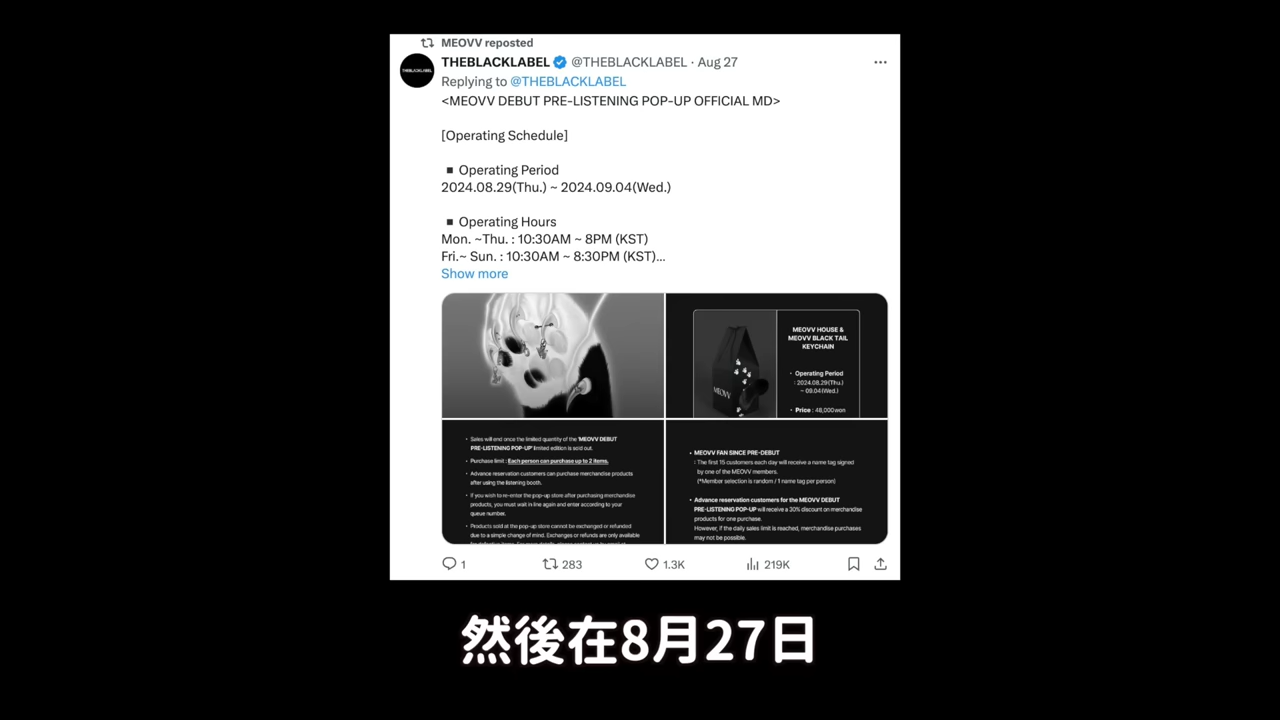 MEOVV reposted
THEBLACKLABEL @THEBLACKLABEL · Aug 27
THEBLACKLABEL
Replying to @THEBLACKLABEL
<MEOVV DEBUT PRE-LISTENING POP-UP OFFICIAL MD>
[Operating Schedule]
▪ Operating Period
2024.08.29(Thu.) ~ 2024.09.04(Wed.)
▪ Operating Hours
Mon. ~Thu. : 10:30AM ~ 8PM (KST)
Fri.~ Sun. : 10:30AM ~ 8:30PM (KST)...
Show more
MEOVV
MEOVV HOUSE &
MEOVV BLACK TAIL
KEYCHAIN
• Operating Period
: 2024.08.29(Thu.)
~ 09.04(Wed.)
• Price : 48,000won
• Sales will end once the limited quantity of the 'MEOVV DEBUT
PRE-LISTENING POP-UP' limited edition is sold out.
• Purchase limit : Each person can purchase up to 2 items.
• Advance reservation customers can purchase merchandise products
after using the listening booth.
• If you wish to re-enter the pop-up store after purchasing merchandise
products, you must wait in line again and enter according to your
queue number.
• Products sold at the pop-up store cannot be exchanged or refunded
due to a simple change of mind. Exchanges or refunds are only available
• MEOVV FAN SINCE PRE-DEBUT
: The first 15 customers each day will receive a name tag signed
by one of the MEOVV members.
(*Member selection is random / 1 name tag per person)
• Advance reservation customers for the MEOVV DEBUT
PRE-LISTENING POP-UP will receive a 30% discount on merchandise
products for one purchase.
However, if the daily sales limit is reached, merchandise purchases
may not be possible.
1 283 1.3K 219K
然後在8月27日